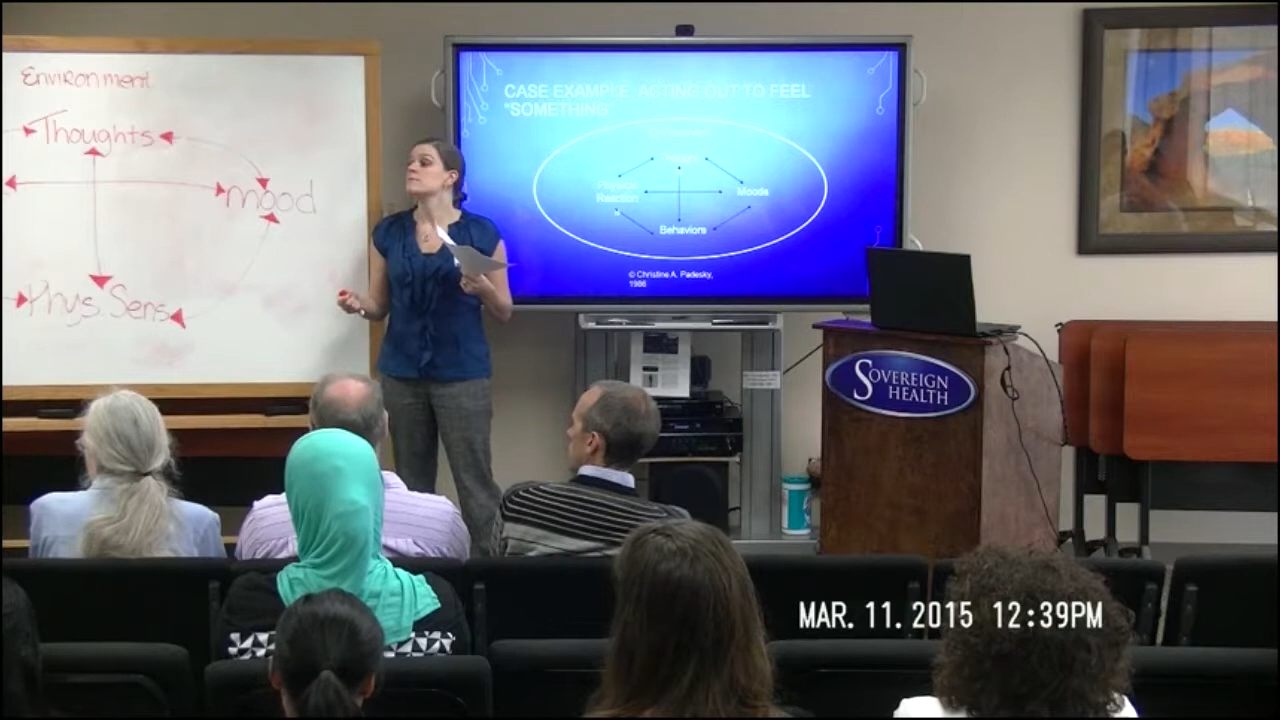 Environment
Thoughts
mood
Phys. Sens
CASE EXAMPLE: ACTING OUT TO FEEL
"SOMETHING"
Physical
Reaction
Moods
Behaviors
© Christine A. Padesky,
1986
SOVEREIGN
HEALTH
MAR. 11. 2015 12:39PM